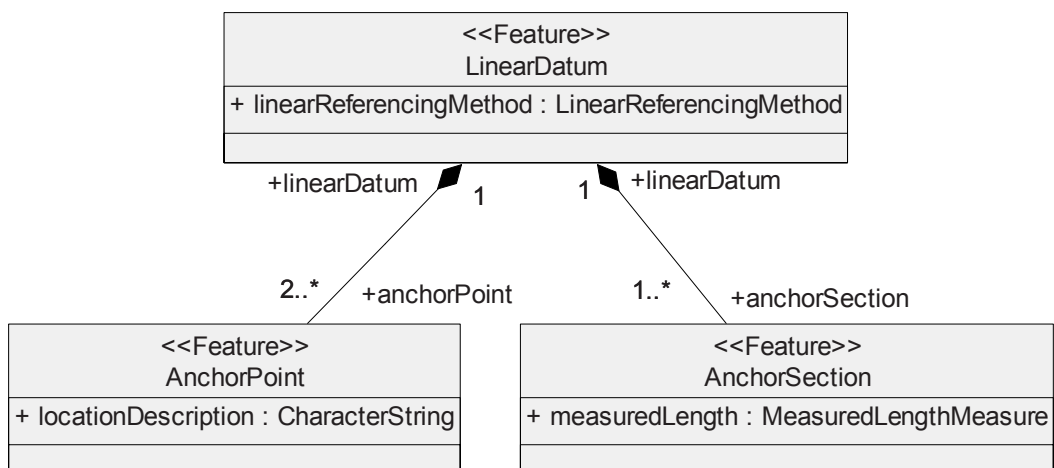 <<Feature>>
LinearDatum
+ linearReferencingMethod : LinearReferencingMethod
+linearDatum
1
1
+linearDatum
2..*
+anchorPoint
1..*
+anchorSection
<<Feature>>
AnchorPoint
+ locationDescription : CharacterString
<<Feature>>
AnchorSection
+ measuredLength : MeasuredLengthMeasure